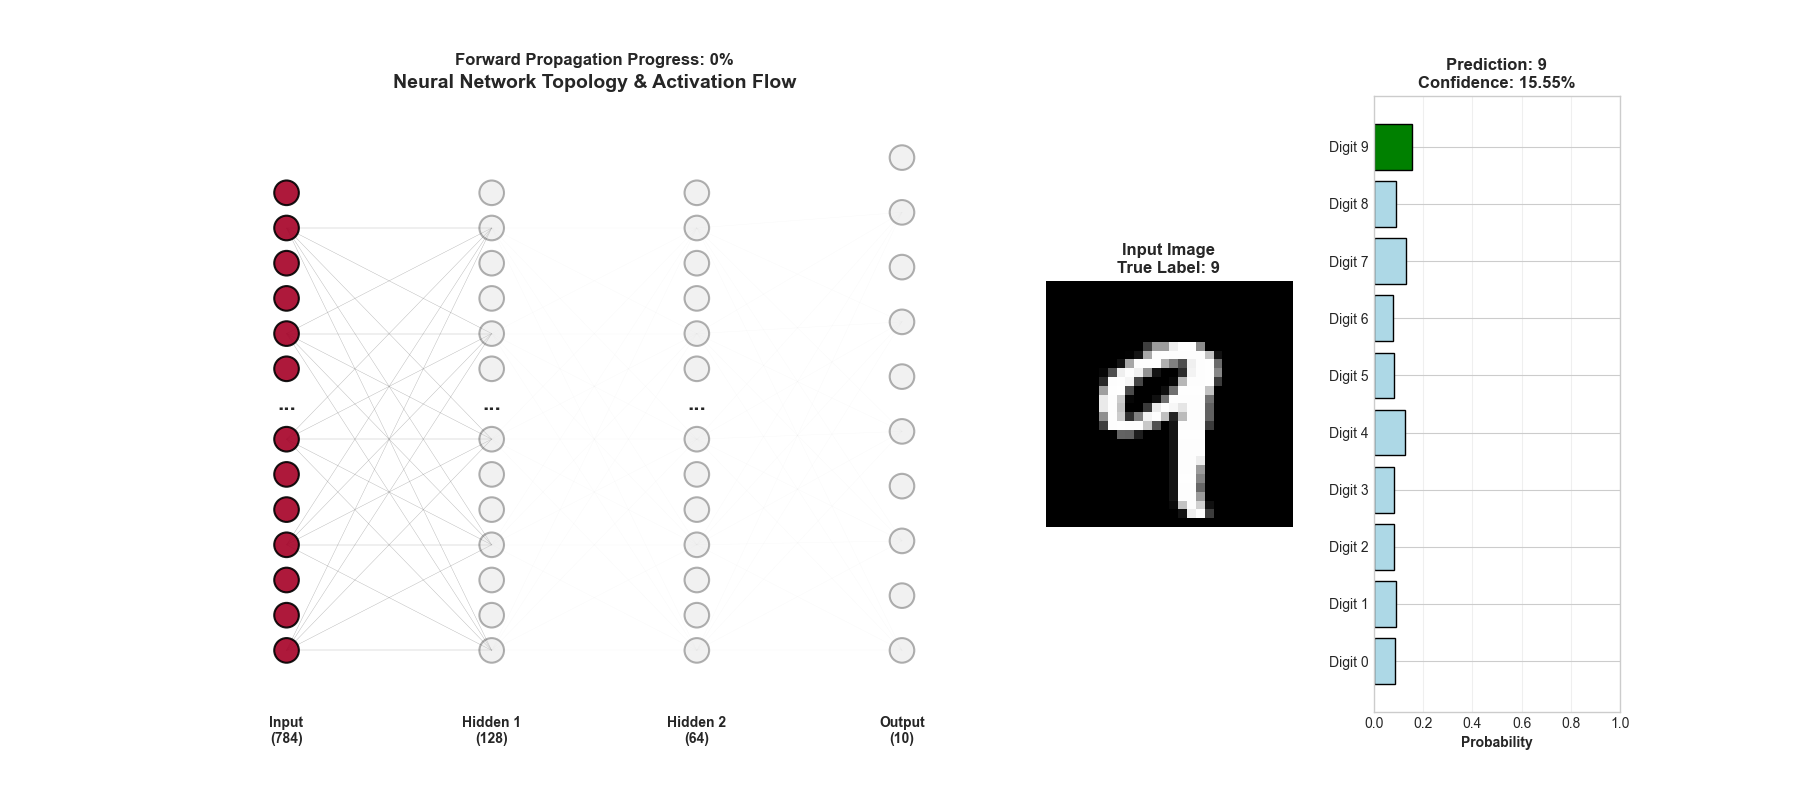 Forward Propagation Progress: 0%
Neural Network Topology & Activation Flow
...
...
...
Input
(784)
Hidden 1
(128)
Hidden 2
(64)
Output
(10)
Input Image
True Label: 9
9
Prediction: 9
Confidence: 15.55%
Digit 9
Digit 8
Digit 7
Digit 6
Digit 5
Digit 4
Digit 3
Digit 2
Digit 1
Digit 0
0.0 0.2 0.4 0.6 0.8 1.0
Probability